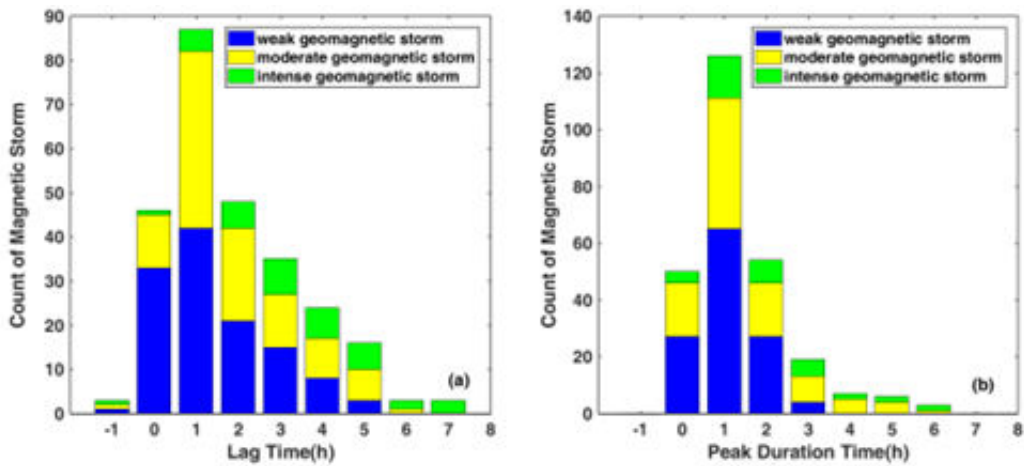 90
80
70
60
50
40
30
20
10
0
Count of Magnetic Storm
weak geomagnetic storm
moderate geomagnetic storm
intense geomagnetic storm
(a)
-1 0 1 2 3 4 5 6 7 8
Lag Time(h)
140
120
100
80
60
40
20
0
Count of Magnetic Storm
weak geomagnetic storm
moderate geomagnetic storm
intense geomagnetic storm
(b)
-1 0 1 2 3 4 5 6 7 8
Peak Duration Time(h)